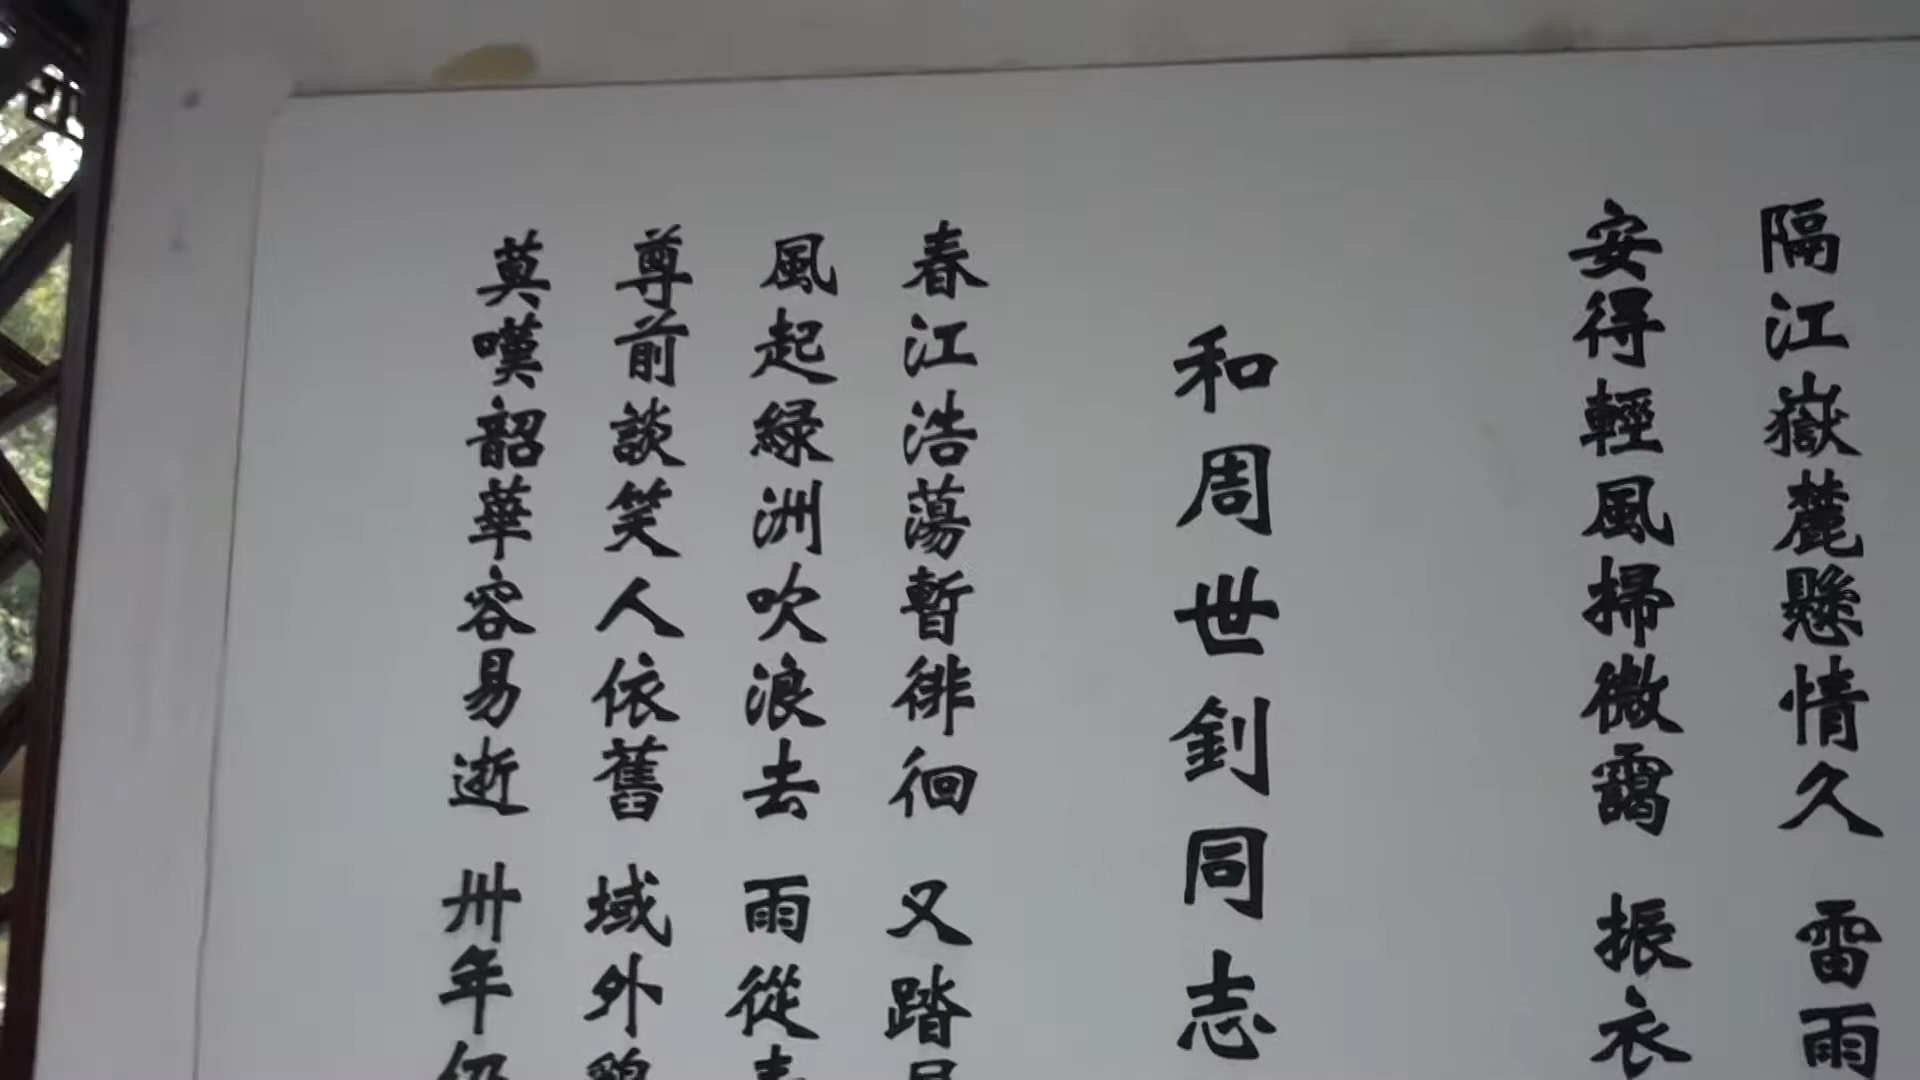 隔江嶽麓懸情久 雷雨
安得輕風掃微靄 振衣
和周世釗同志
春江浩蕩暫徘徊 又踏
風起緑洲吹浪去 雨從
尊前談笑人依舊 域外
莫嘆韶華容易逝 卅年